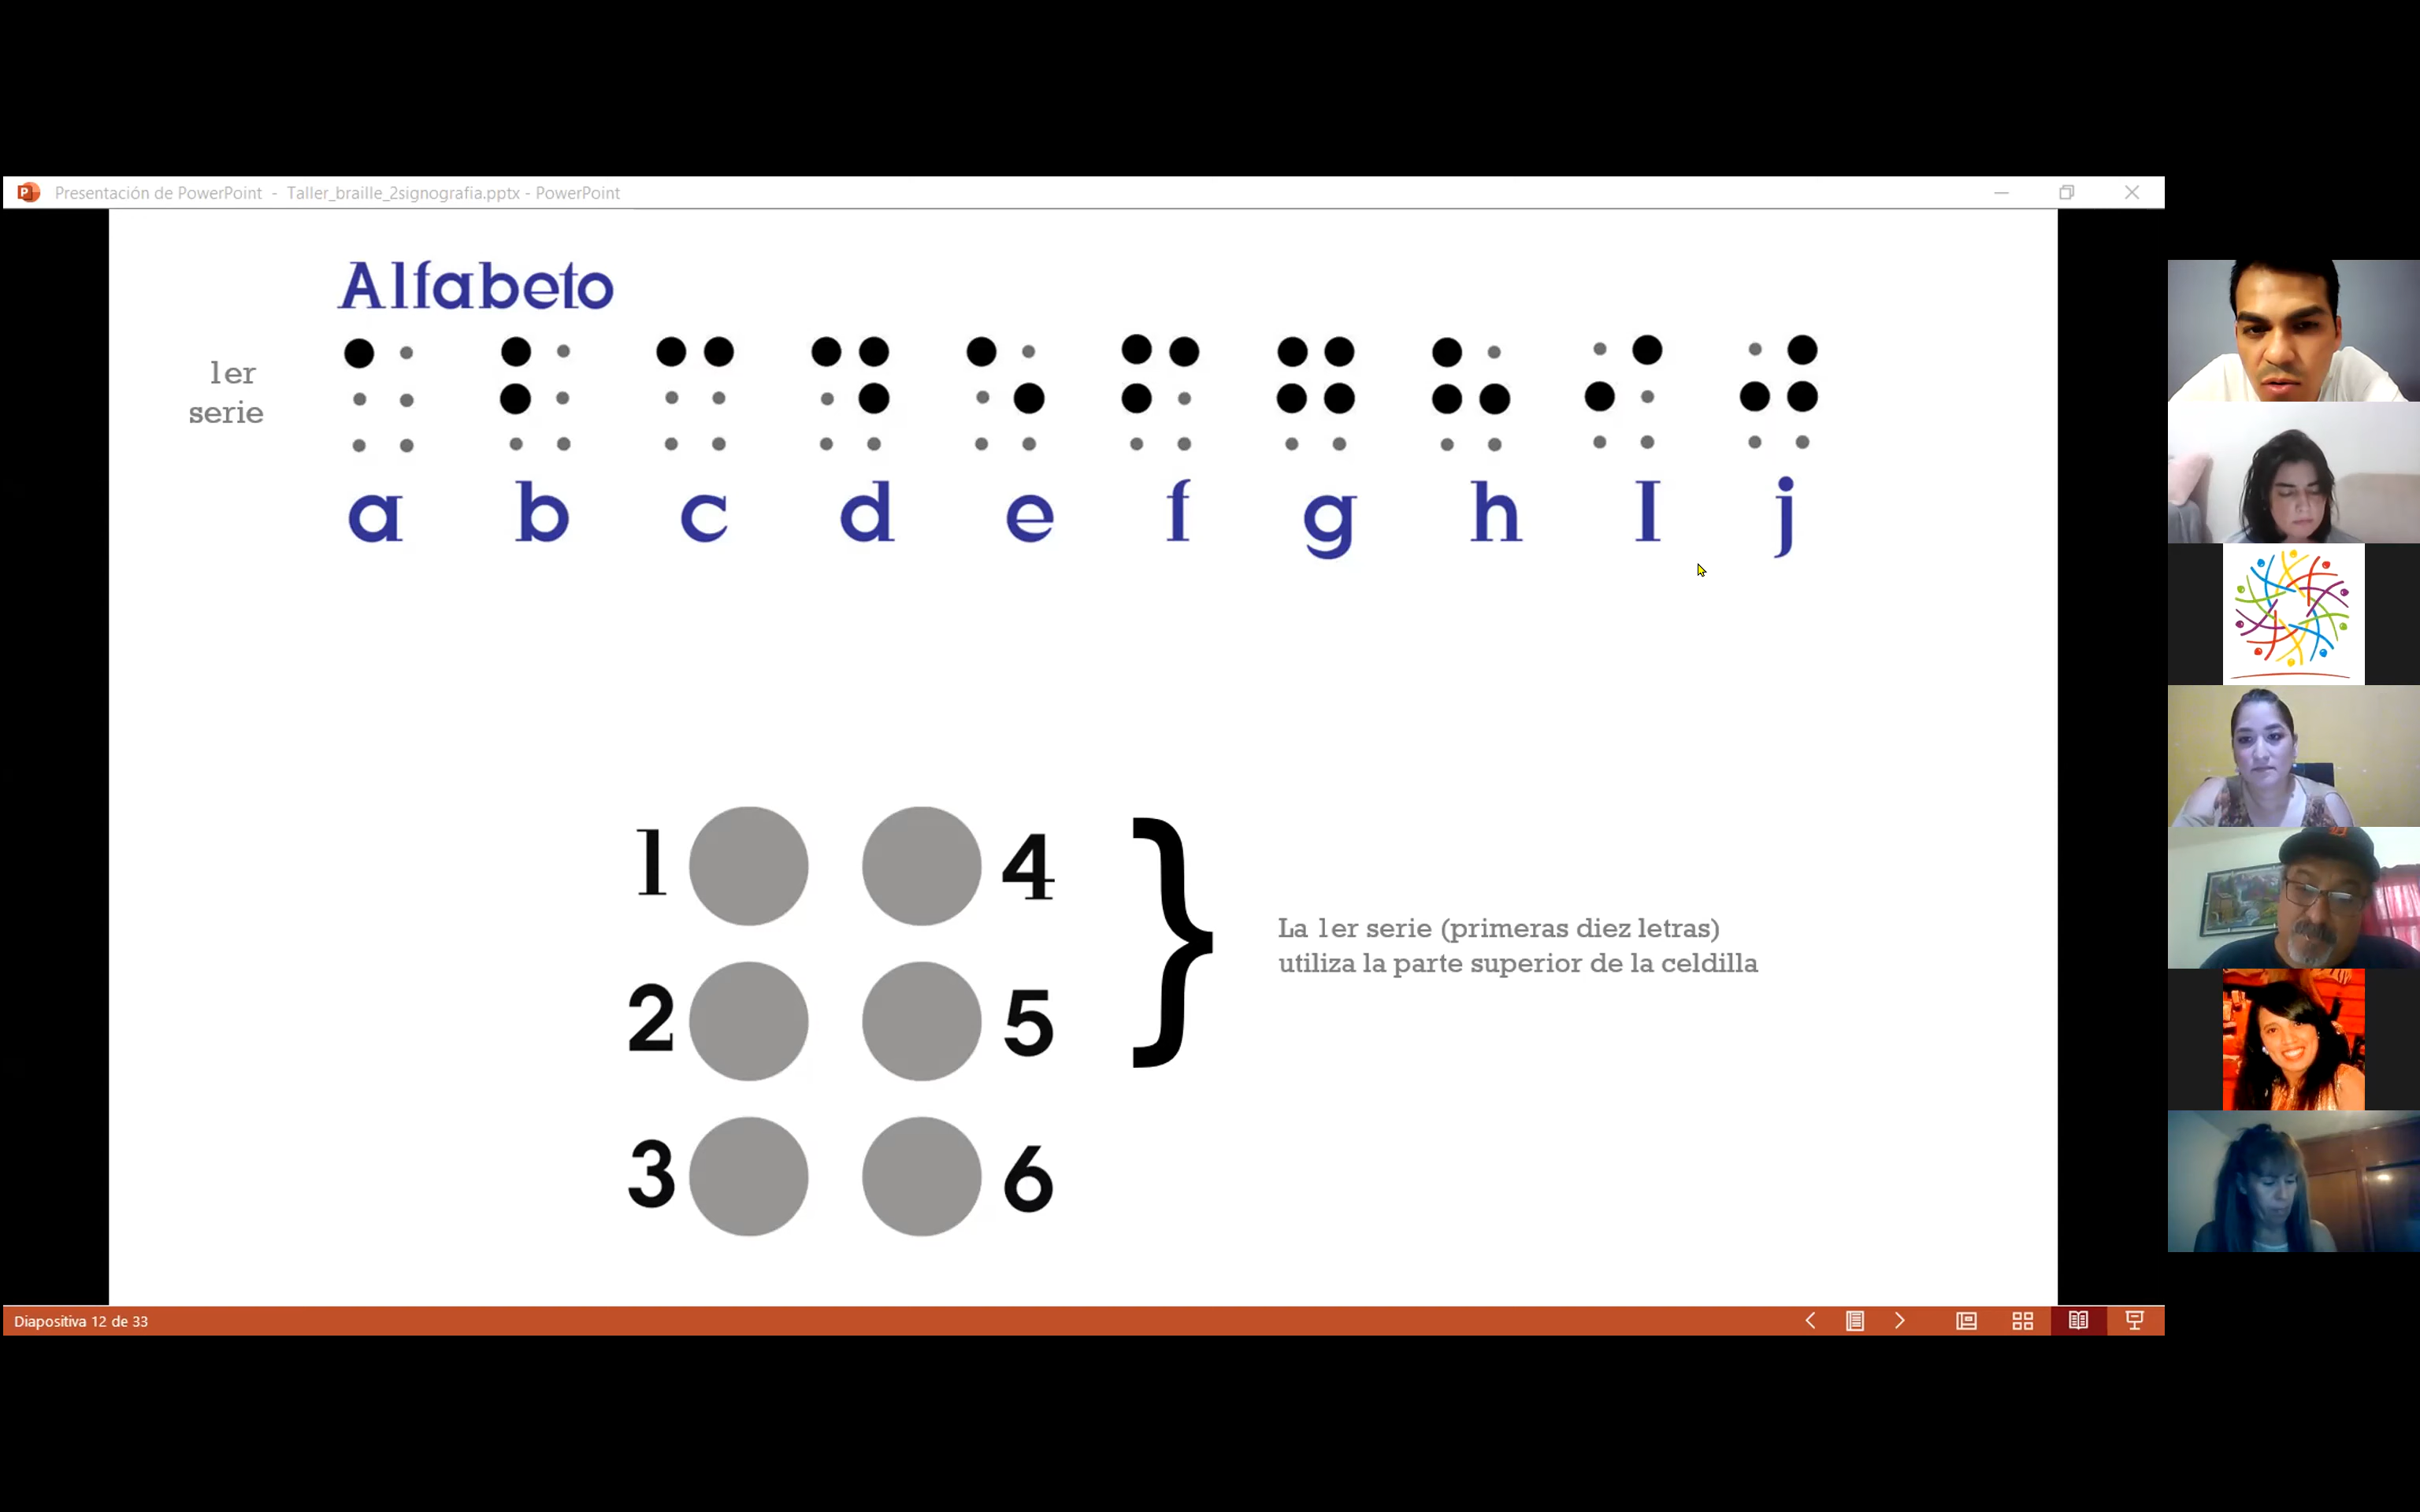 Presentación de PowerPoint - Taller_braille_2signografía.pptx - PowerPoint
Alfabeto
1er
serie
a b c d e f g h I j
1 4
2 5
3 6
}
La 1er serie (primeras diez letras)
utiliza la parte superior de la celdilla
Diapositiva 12 de 33